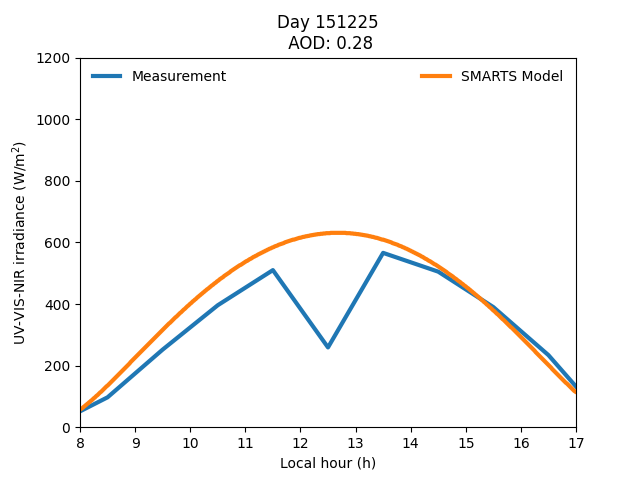 Day 151225
AOD: 0.28
Measurement
SMARTS Model
UV-VIS-NIR irradiance (W/m²)
1200
1000
800
600
400
200
0
8 9 10 11 12 13 14 15 16 17
Local hour (h)